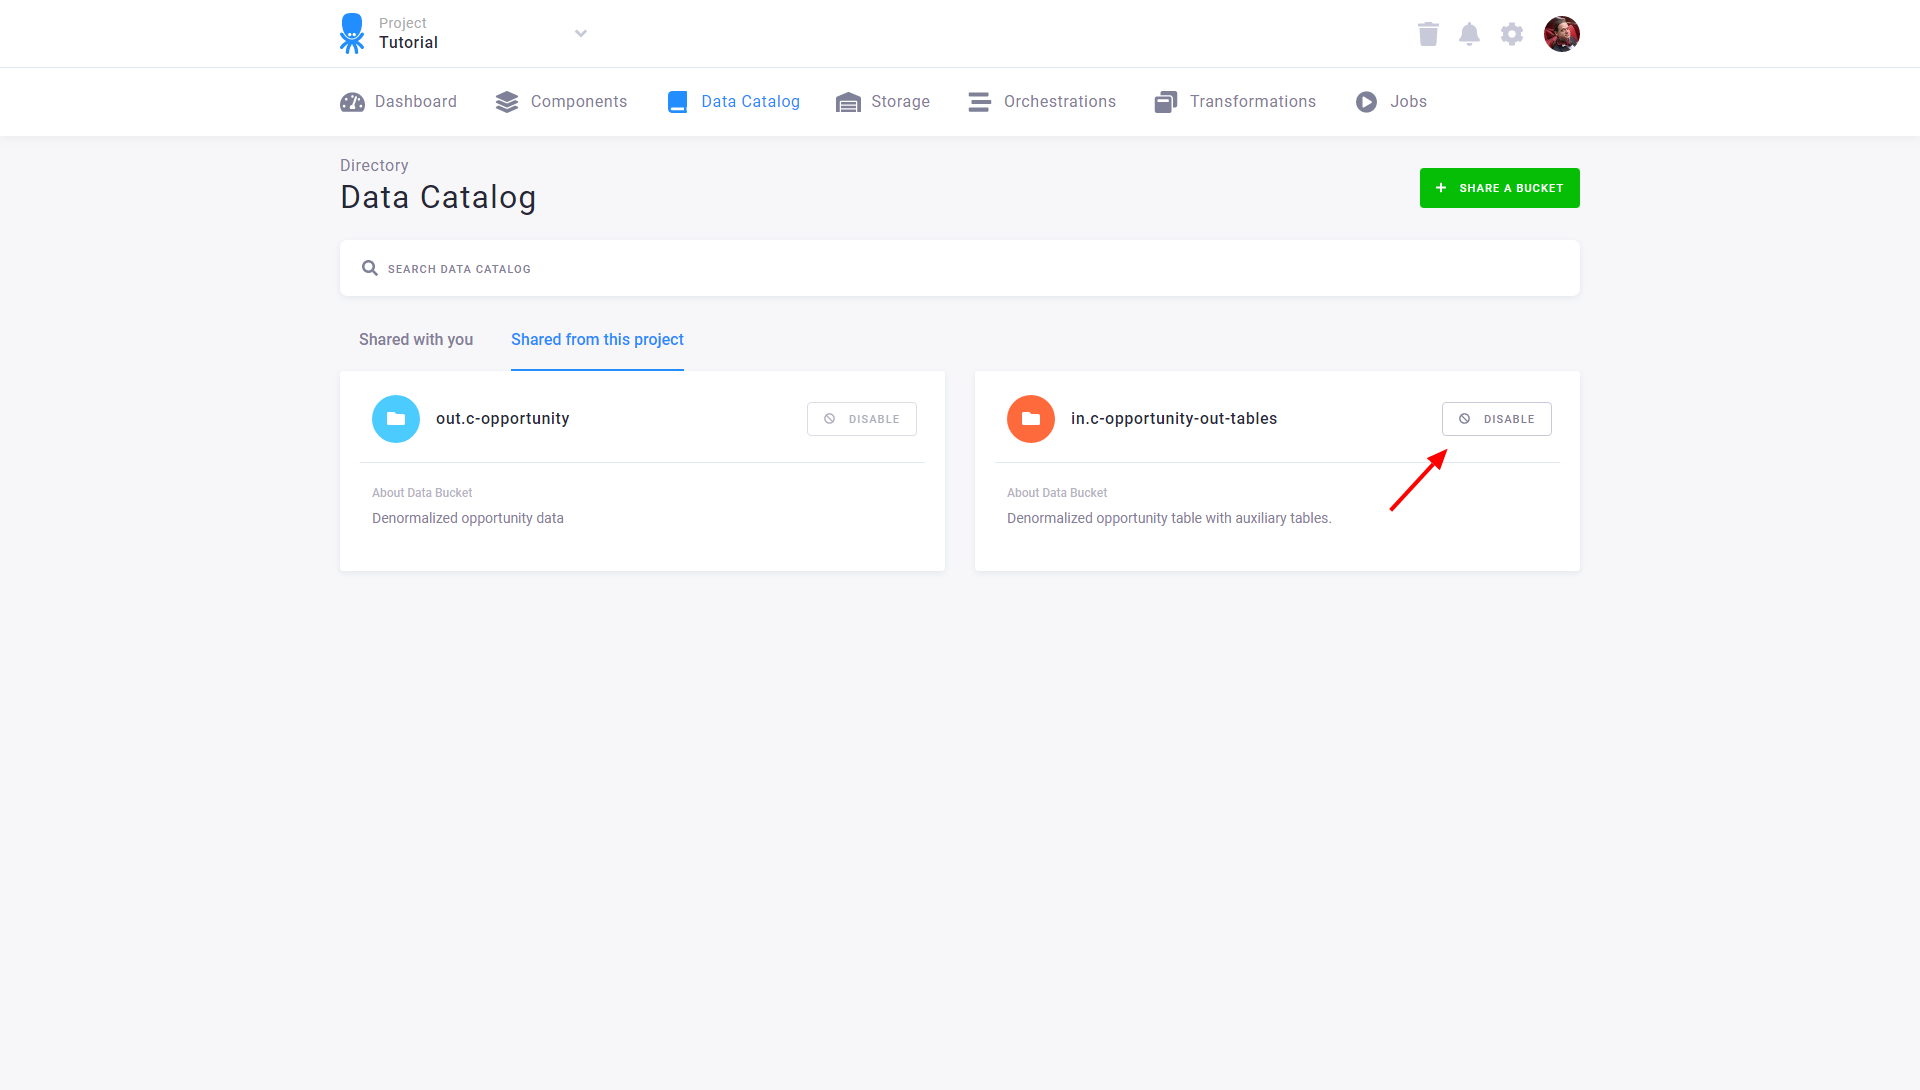 Project
Tutorial
Dashboard
Components
Data Catalog
Storage
Orchestrations
Transformations
Jobs
Directory
Data Catalog
SHARE A BUCKET
SEARCH DATA CATALOG
Shared with you
Shared from this project
out.c-opportunity
DISABLE
About Data Bucket
Denormalized opportunity data
in.c-opportunity-out-tables
DISABLE
About Data Bucket
Denormalized opportunity table with auxiliary tables.